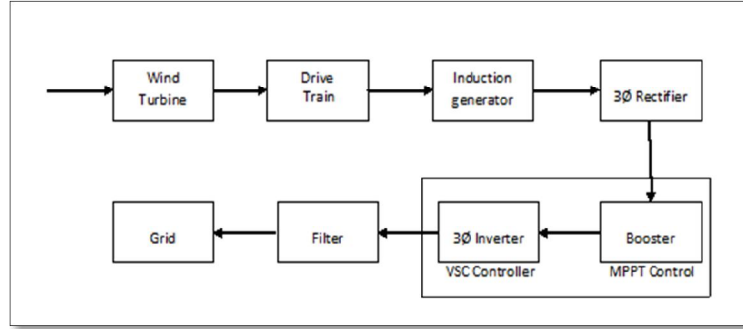 Wind
Turbine
Drive
Train
Induction
generator
3Ø Rectifier
Grid
Filter
3Ø Inverter
Booster
VSC Controller
MPPT Control